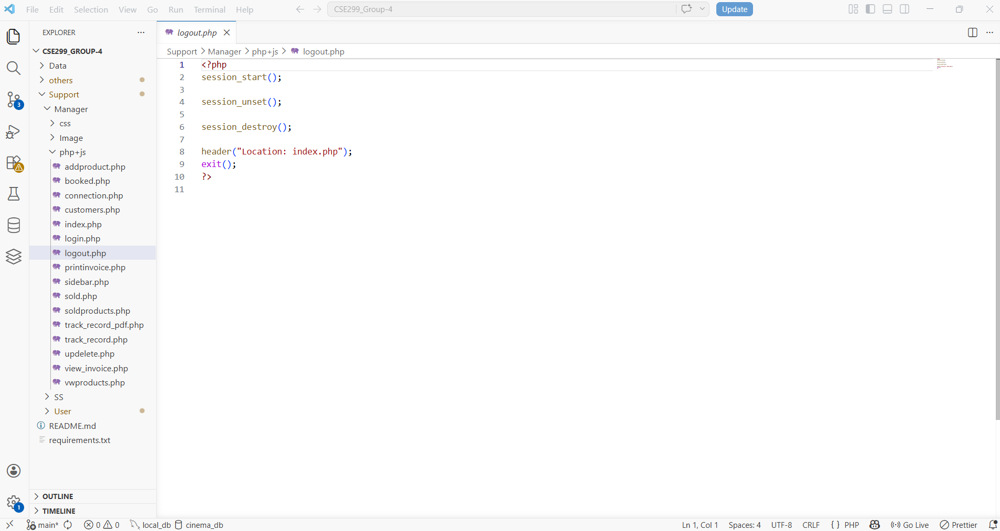 File Edit Selection View Go Run Terminal Help
CSE299_Group-4
Update
EXPLORER
CSE299_GROUP-4
Data
others
Support
Manager
css
Image
php+js
addproduct.php
booked.php
connection.php
customers.php
index.php
login.php
logout.php
printinvoice.php
sidebar.php
sold.php
soldproducts.php
track_record_pdf.php
track_record.php
updelete.php
view_invoice.php
vwproducts.php
SS
User
README.md
requirements.txt
OUTLINE
TIMELINE
3
1
logout.php
Support > Manager > php+js > logout.php
1 <?php
2 session_start();
3
4 session_unset();
5
6 session_destroy();
7
8 header("Location: index.php");
9 exit();
10 ?>
11
main* 0 0 local_db cinema_db
Ln 1, Col 1 Spaces: 4 UTF-8 CRLF { } PHP Go Live Prettier